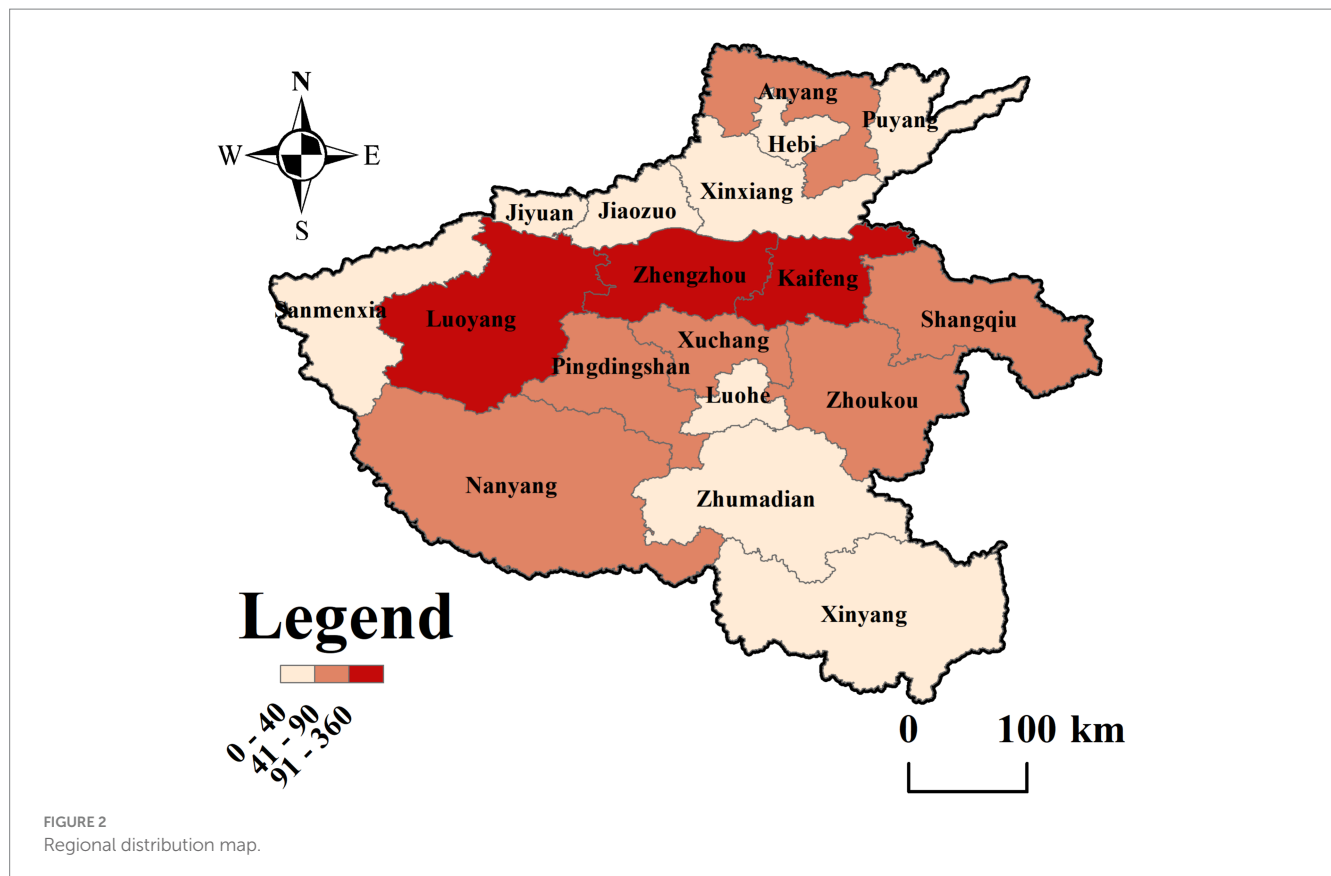 N
W
E
S
Anyang
Puyang
Hebi
Xinxiang
Jiyuan
Jiaozuo
Zhengzhou
Kaifeng
Sanmenxia
Luoyang
Shangqiu
Xuchang
Pingdingshan
Luohe
Zhoukou
Nanyang
Zhumadian
Xinyang
Legend
0 - 40
41 - 90
91 - 360
0 100 km
FIGURE 2
Regional distribution map.